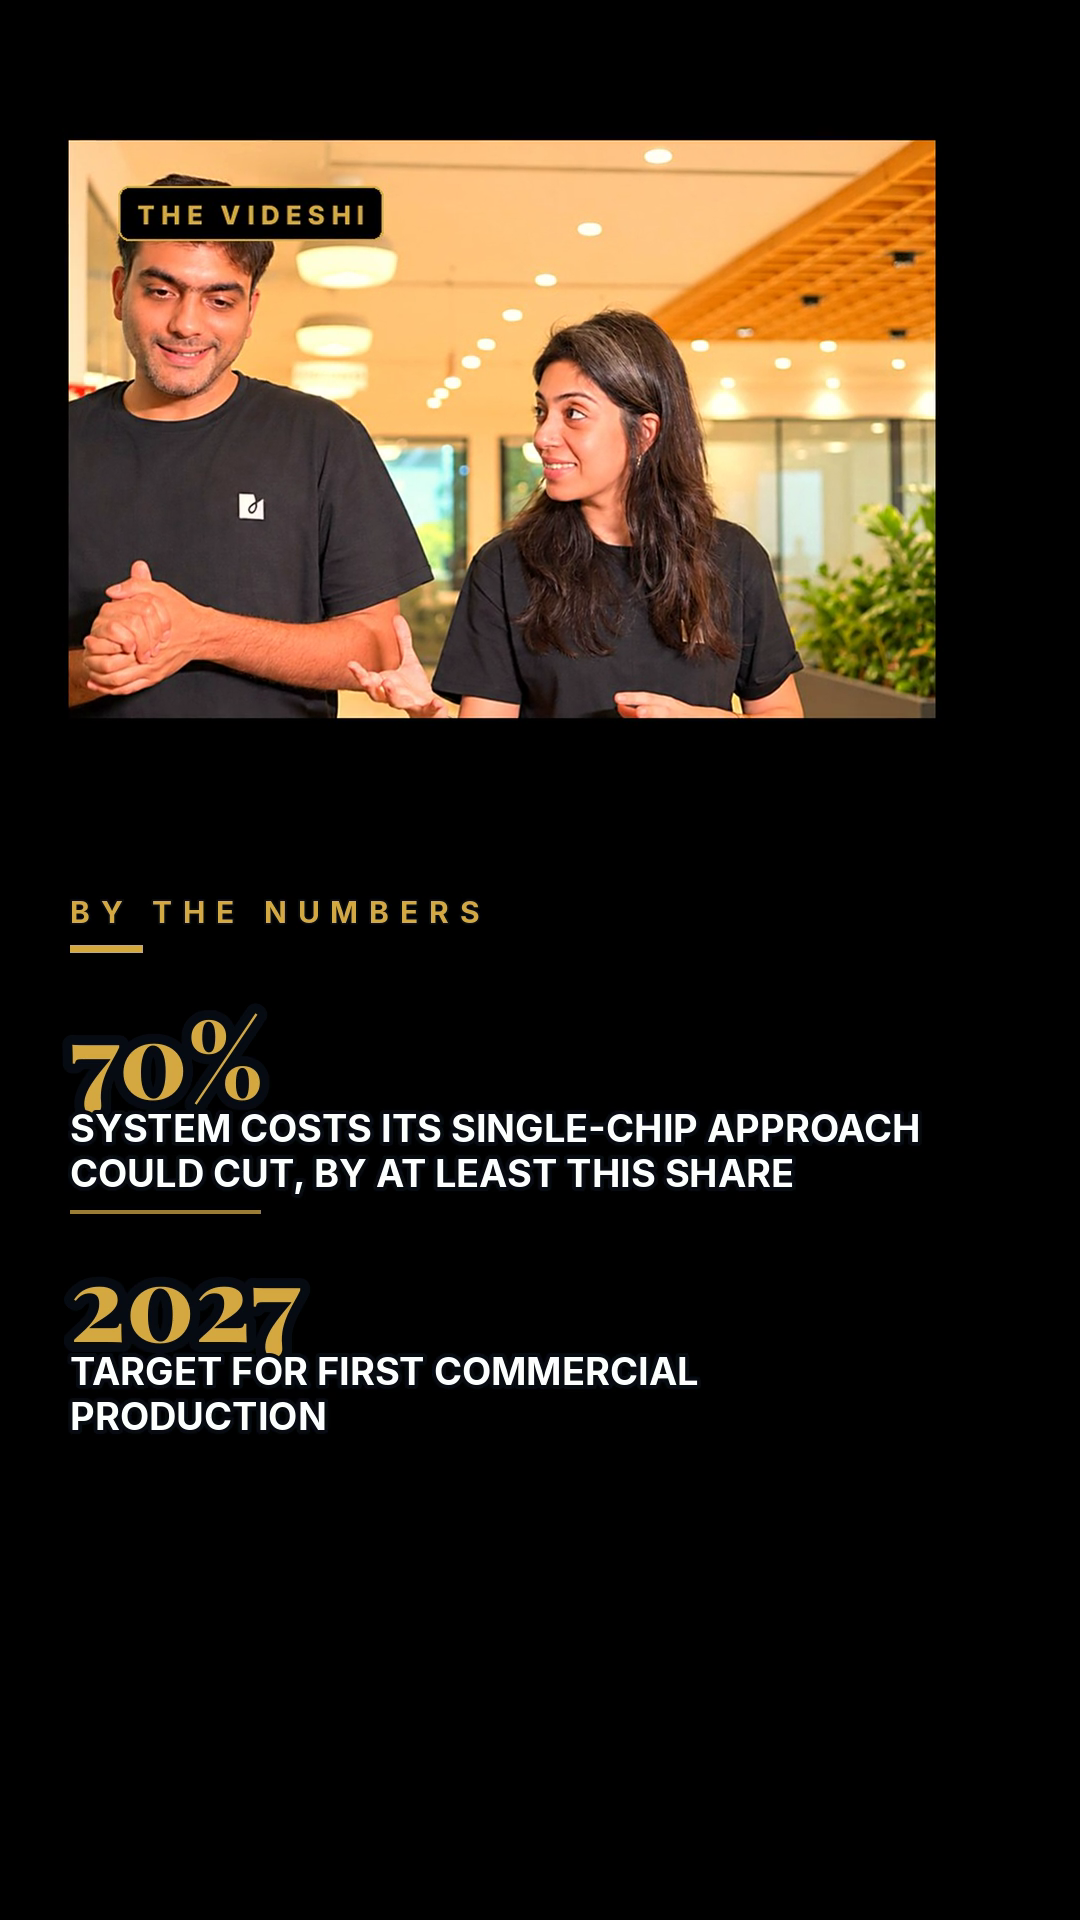 THE VIDESHI
BY THE NUMBERS
70%
SYSTEM COSTS ITS SINGLE-CHIP APPROACH
COULD CUT, BY AT LEAST THIS SHARE
2027
TARGET FOR FIRST COMMERCIAL
PRODUCTION